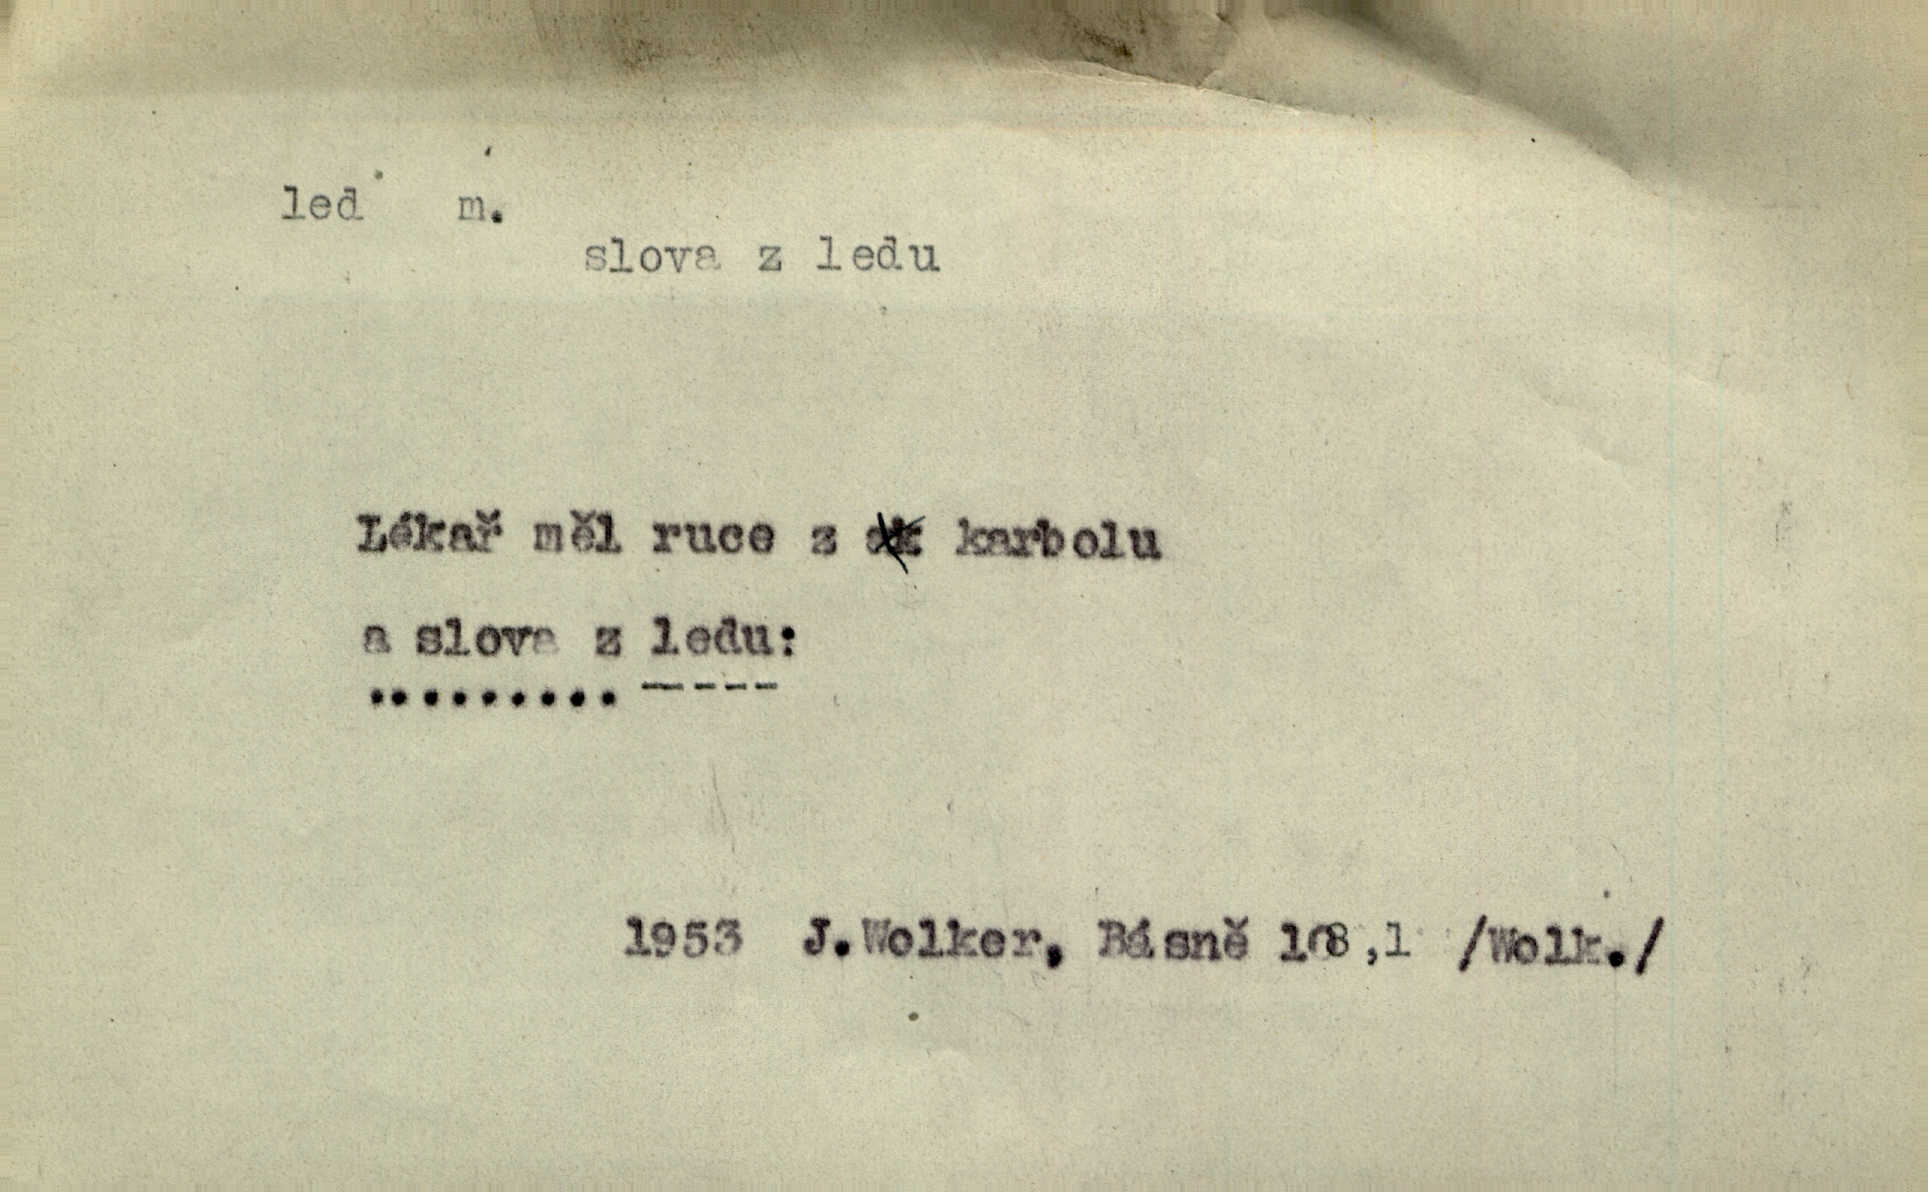 led m.
slova z ledu
Lékař měl ruce z karbolu
a slova z ledu:
1953 J.Wolker, Básně 108,1 /Wolk./